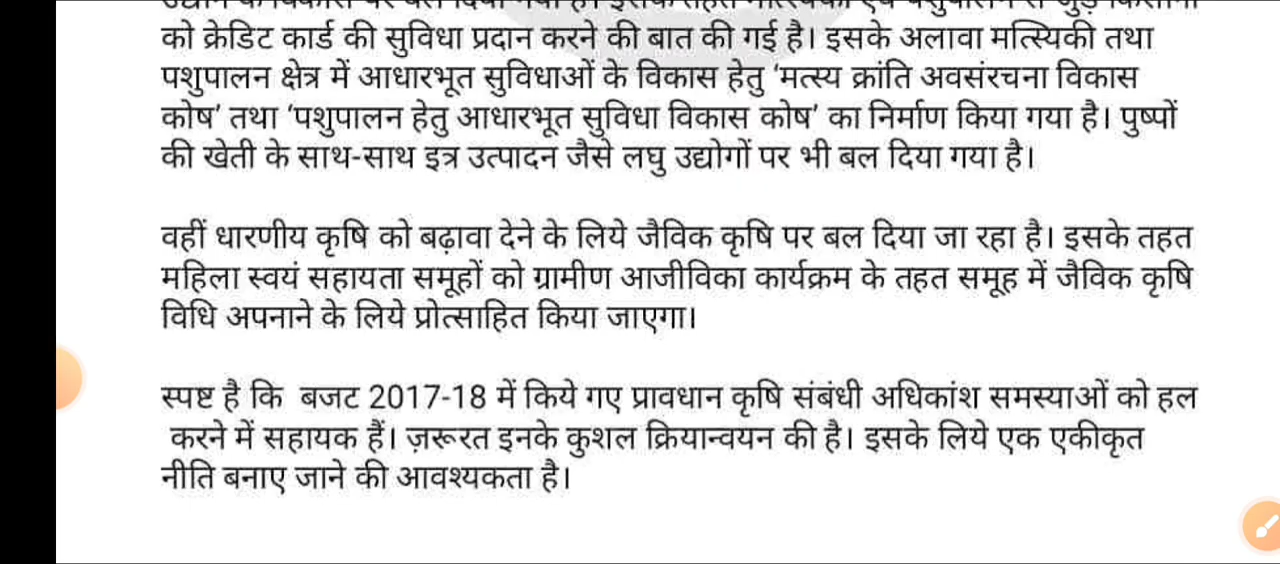 को क्रेडिट कार्ड की सुविधा प्रदान करने की बात की गई है। इसके अलावा मत्स्यिकी तथा
पशुपालन क्षेत्र में आधारभूत सुविधाओं के विकास हेतु ‘मत्स्य क्रांति अवसंरचना विकास
कोष’ तथा ‘पशुपालन हेतु आधारभूत सुविधा विकास कोष’ का निर्माण किया गया है। पुष्पों
की खेती के साथ-साथ इत्र उत्पादन जैसे लघु उद्योगों पर भी बल दिया गया है।
वहीं धारणीय कृषि को बढ़ावा देने के लिये जैविक कृषि पर बल दिया जा रहा है। इसके तहत
महिला स्वयं सहायता समूहों को ग्रामीण आजीविका कार्यक्रम के तहत समूह में जैविक कृषि
विधि अपनाने के लिये प्रोत्साहित किया जाएगा।
स्पष्ट है कि बजट 2017-18 में किये गए प्रावधान कृषि संबंधी अधिकांश समस्याओं को हल
करने में सहायक हैं। ज़रूरत इनके कुशल क्रियान्वयन की है। इसके लिये एक एकीकृत
नीति बनाए जाने की आवश्यकता है।